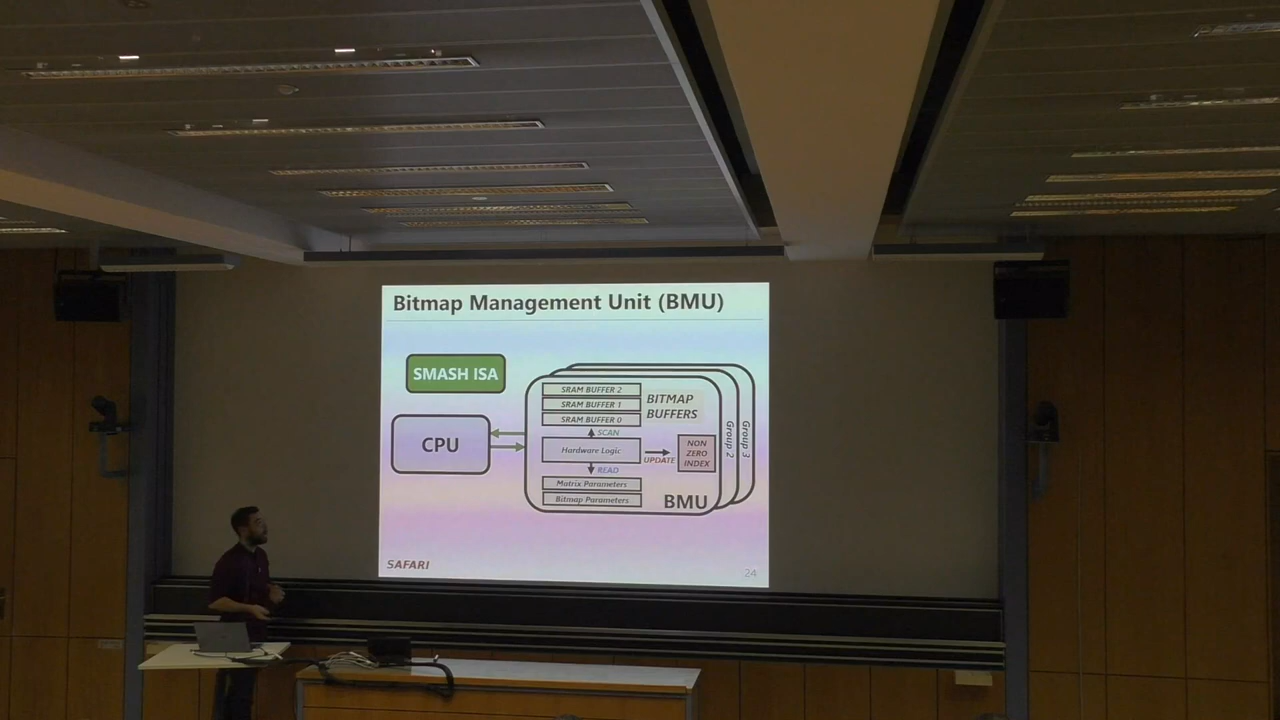 Bitmap Management Unit (BMU)
SMASH ISA
CPU
SRAM BUFFER 2
SRAM BUFFER 1
SRAM BUFFER 0
BITMAP
BUFFERS
SCAN
Hardware Logic
UPDATE
NON
ZERO
INDEX
READ
Matrix Parameters
Bitmap Parameters
BMU
Group 2
Group 3
SAFARI
24